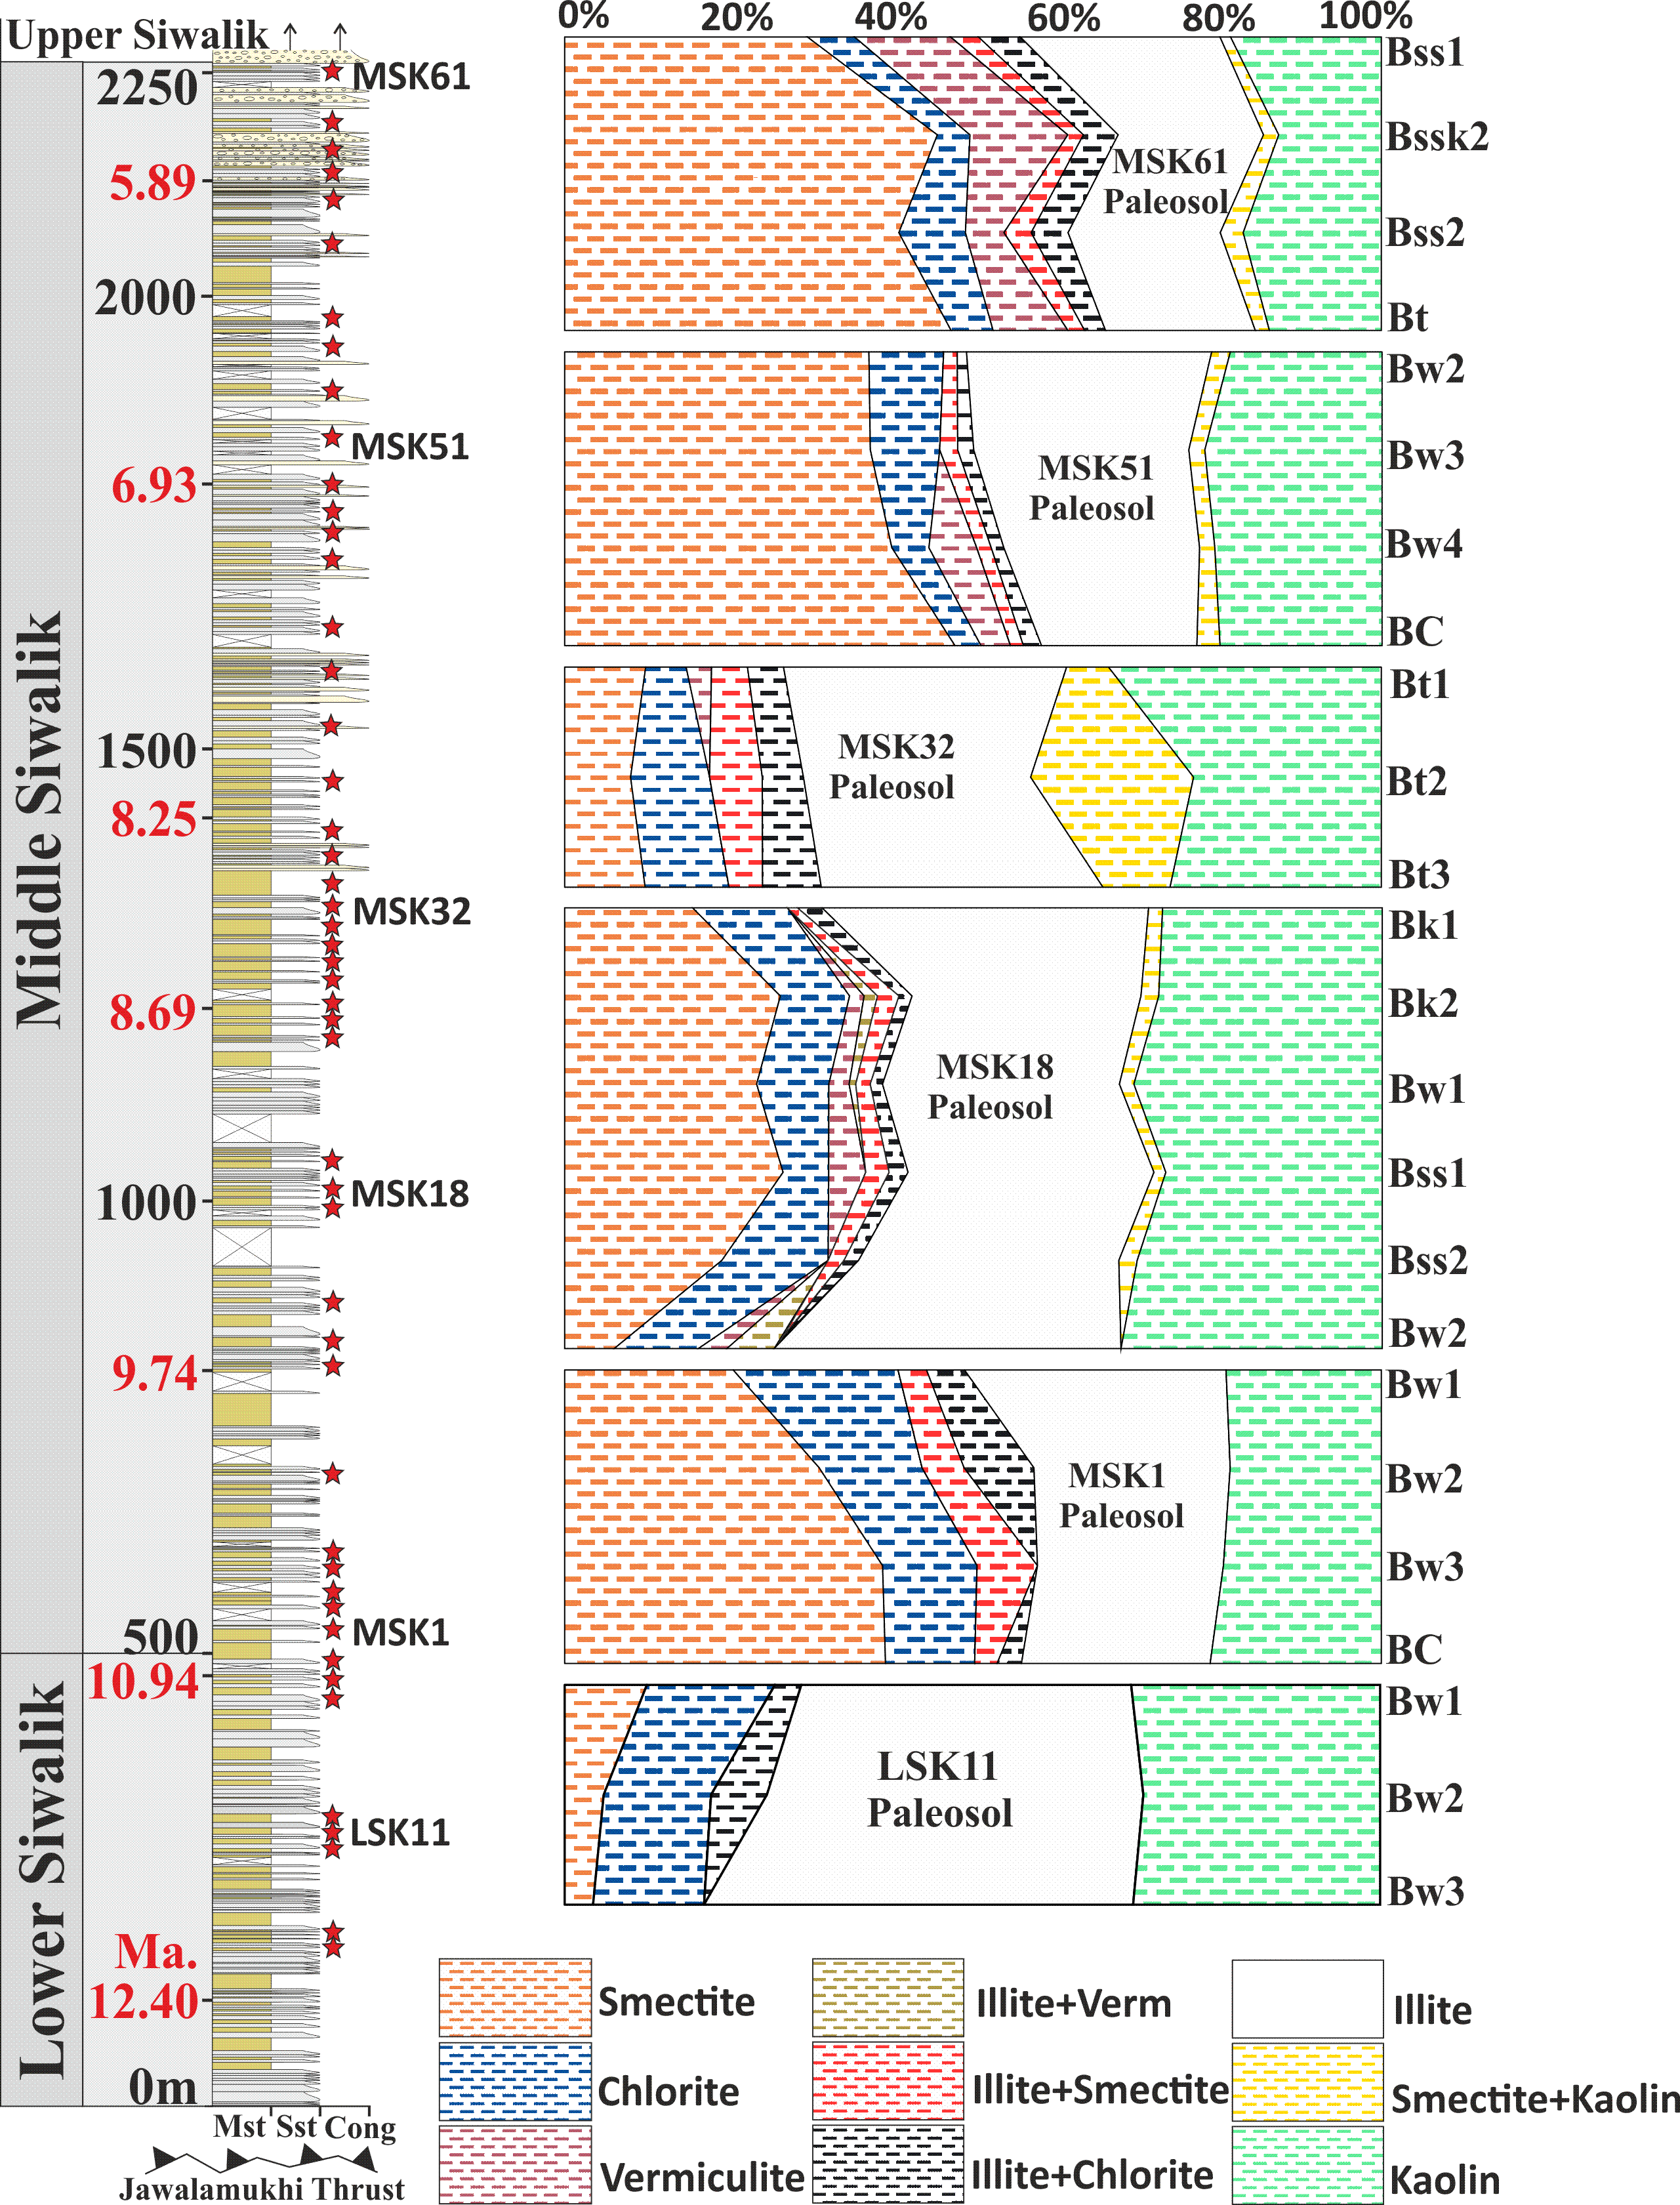 Upper Siwalik
Middle Siwalik
Lower Siwalik
2250
5.89
2000
6.93
1500
8.25
8.69
1000
9.74
500
10.94
Ma.
12.40
0m
MSK61
MSK51
MSK32
MSK18
MSK1
LSK11
Mst Sst Cong
Jawalamukhi Thrust
0% 20% 40% 60% 80% 100%
MSK61
Paleosol
Bss1
Bssk2
Bss2
Bt
MSK51
Paleosol
Bw2
Bw3
Bw4
BC
MSK32
Paleosol
Bt1
Bt2
Bt3
MSK18
Paleosol
Bk1
Bk2
Bw1
Bss1
Bss2
Bw2
MSK1
Paleosol
Bw1
Bw2
Bw3
BC
LSK11
Paleosol
Bw1
Bw2
Bw3
Smectite
Chlorite
Vermiculite
Illite+Verm
Illite+Smectite
Illite+Chlorite
Illite
Smectite+Kaolin
Kaolin